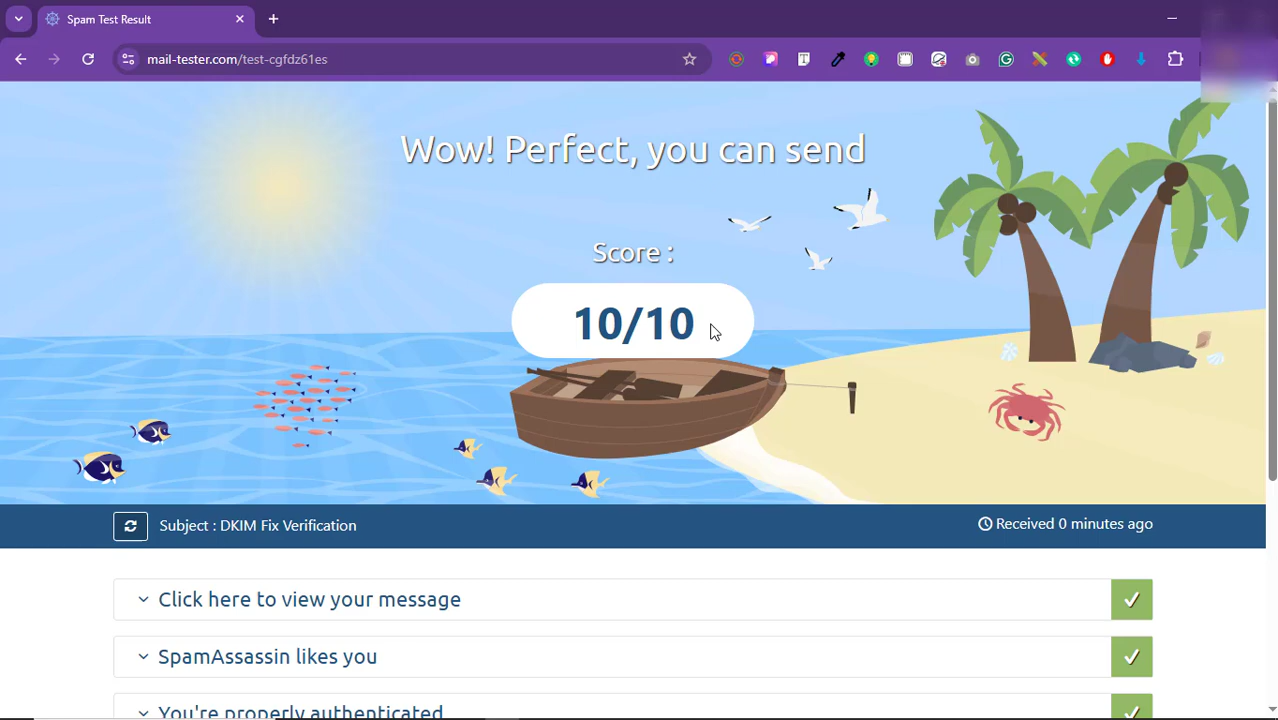 Spam Test Result
mail-tester.com/test-cgfdz61es
Wow! Perfect, you can send
Score :
10/10
Subject : DKIM Fix Verification
Received 0 minutes ago
Click here to view your message
SpamAssassin likes you
You're properly authenticated